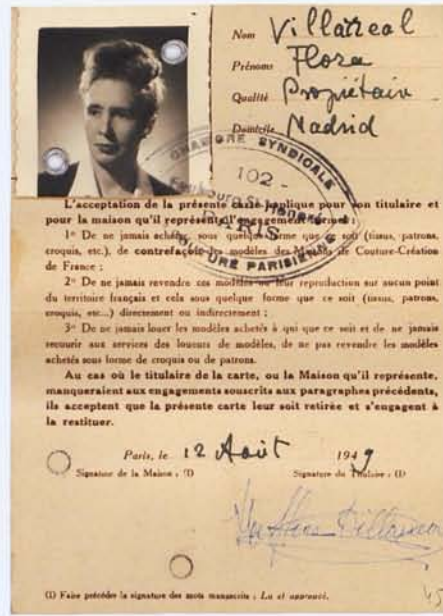 Nom Villarreal
Prénoms Flora
Qualité Propiétair
Domicile Madrid
CHAMBRE SYNDICALE
102 -
Faubourg St Honoré
PARIS
COUTURE PARISIENNE
L'acceptation de la présente carte implique pour son titulaire et
pour la maison qu'il représente l'engagement formel :
1° De ne jamais acheter, sous quelque forme que ce soit (tissus, patrons,
croquis, etc.), de contrefaçons des modèles des Maisons de Couture-Création
de France ;
2° De ne jamais revendre ces modèles ou leur reproduction sur aucun point
du territoire français et cela sous quelque forme que ce soit (tissus, patrons,
croquis, etc...) directement ou indirectement ;
3° De ne jamais louer les modèles achetés à qui que ce soit et de ne jamais
recourir aux services des loueurs de modèles, de ne pas revendre les modèles
achetés sous forme de croquis ou de patrons.
Au cas où le titulaire de la carte, ou la Maison qu'il représente,
manqueraient aux engagements souscrits aux paragraphes précédents,
ils acceptent que la présente carte leur soit retirée et s'engagent à
la restituer.
Paris, le 12 Août 1949
Signature de la Maison : (1) Signature du Titulaire : (1)
(1) Faire précéder la signature des mots manuscrits : Lu et approuvé.